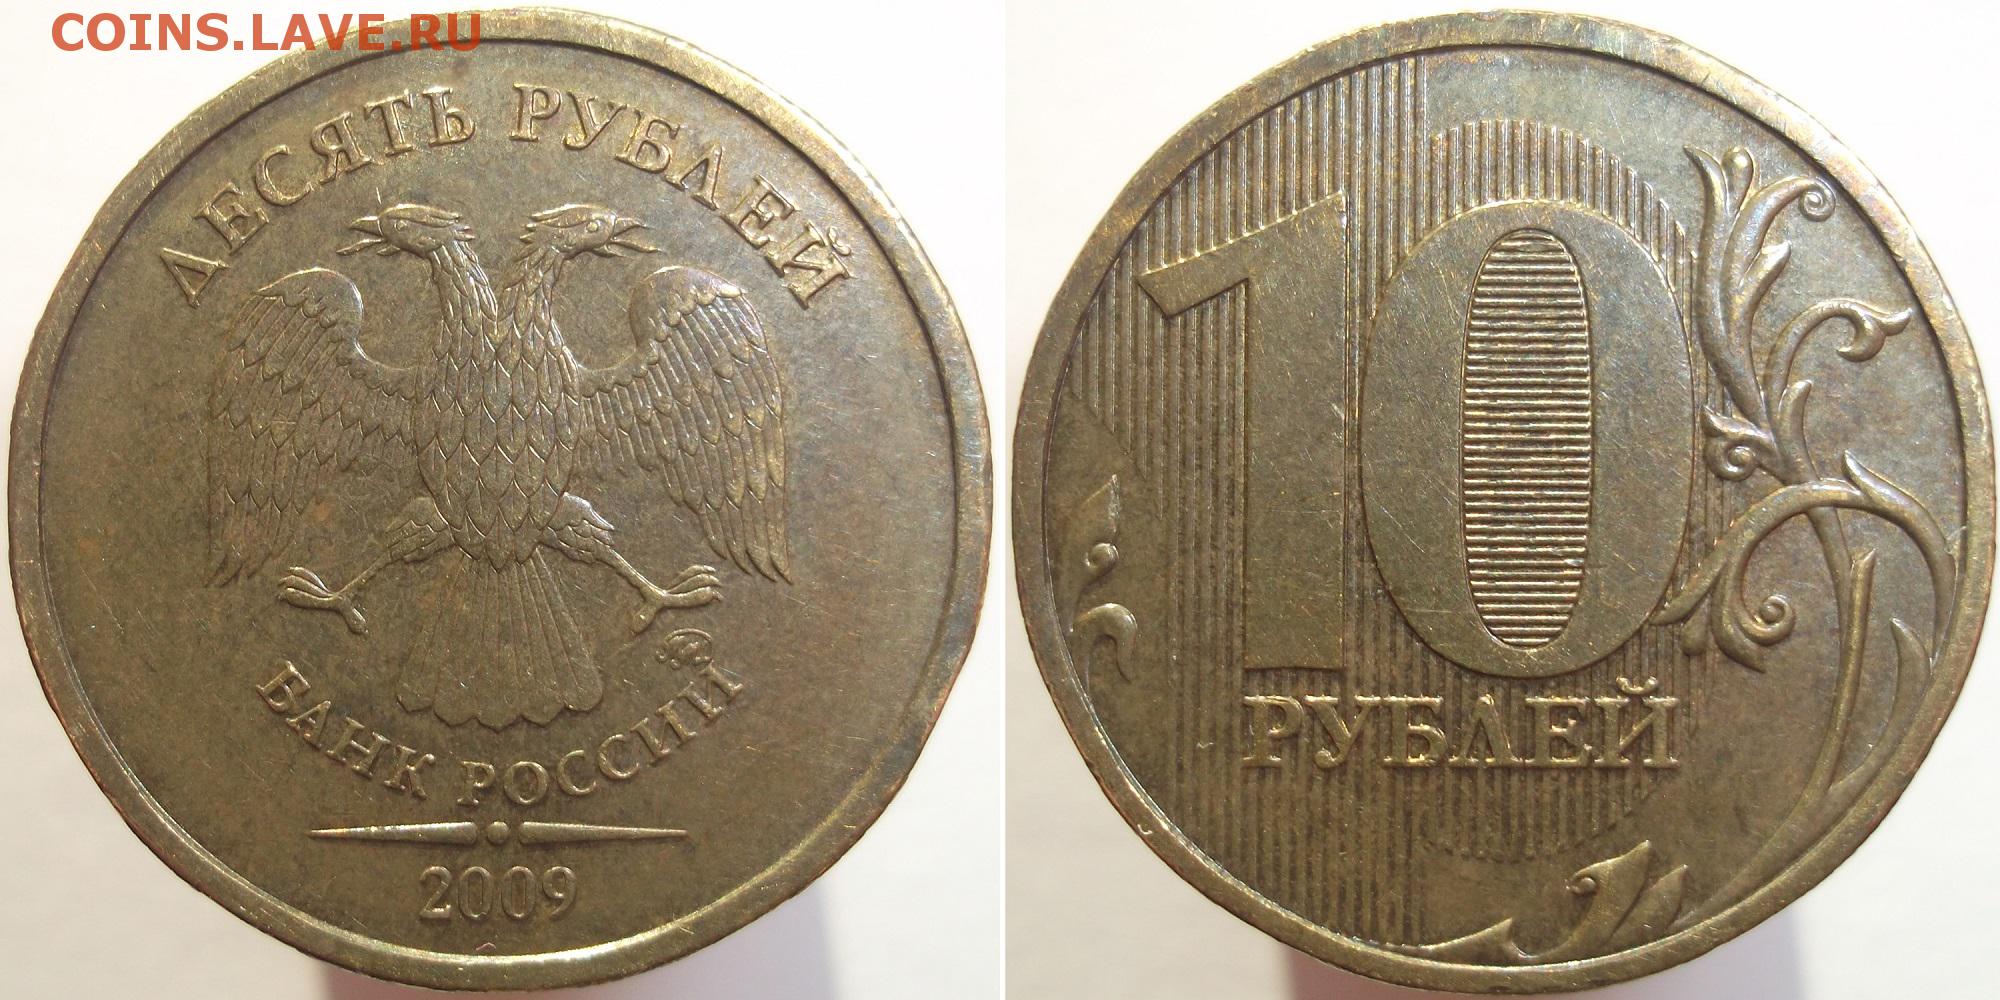 COINS.LAVE.RU
ДЕСЯТЬ РУБЛЕЙ
БАНК РОССИИ
2009
10
РУБЛЕЙ